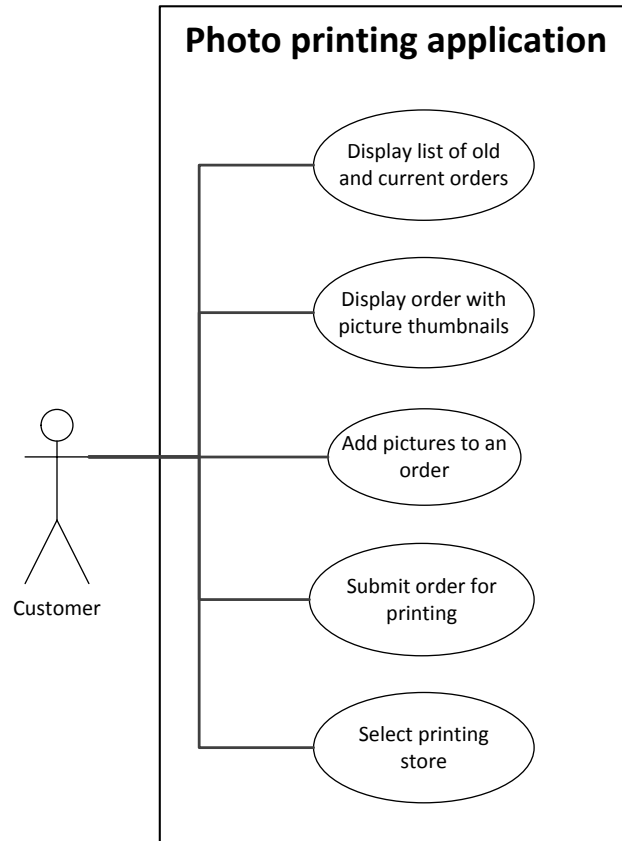 Photo printing application
Display list of old
and current orders
Display order with
picture thumbnails
Add pictures to an
order
Customer
Submit order for
printing
Select printing
store